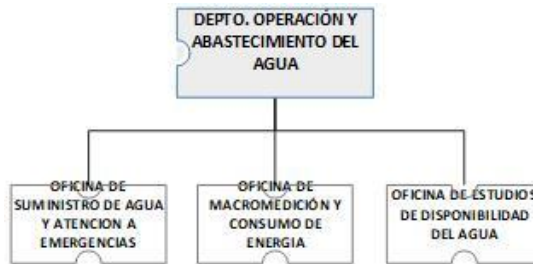 DEPTO. OPERACIÓN Y
ABASTECIMIENTO DEL
AGUA
OFICINA DE
SUMINISTRO DE AGUA
Y ATENCION A
EMERGENCIAS
OFICINA DE
MACROMEDICIÓN Y
CONSUMO DE
ENERGIA
OFICINA DE ESTUDIOS
DE DISPONIBILIDAD
DEL AGUA